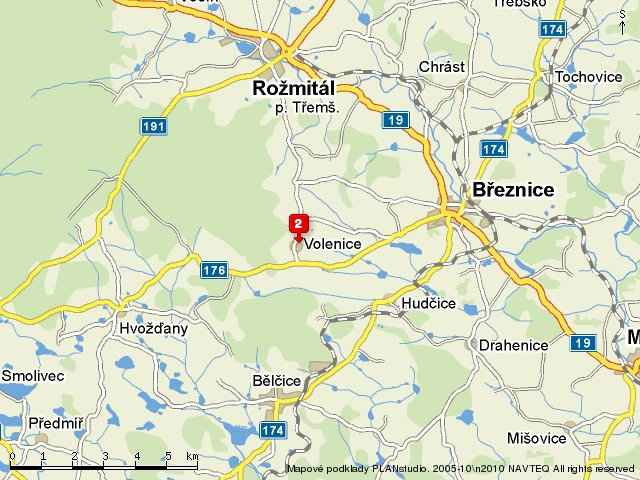 Třebsko
S
174
Chrást
Tochovice
Rožmitál
p. Třemš.
191
19
174
Březnice
2
Volenice
176
Hudčice
Hvožďany
Drahenice
19
M
Smolivec
Bělčice
Předmíř
174
Mišovice
0 1 2 3 4 5 km
Mapové podklady PLANstudio. 2005-10\n2010 NAVTEQ All rights reserved